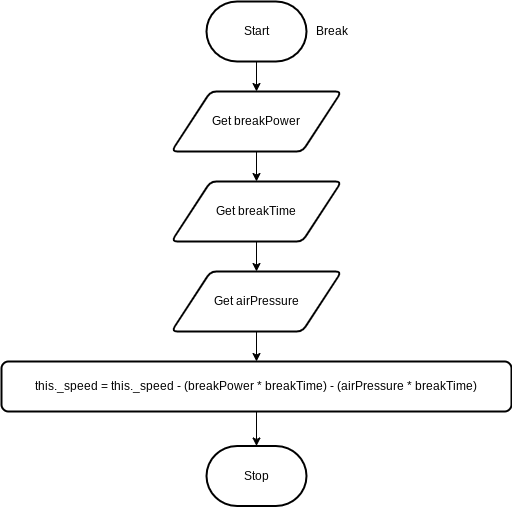 Start
Break
Get breakPower
Get breakTime
Get airPressure
this._speed = this._speed - (breakPower * breakTime) - (airPressure * breakTime)
Stop